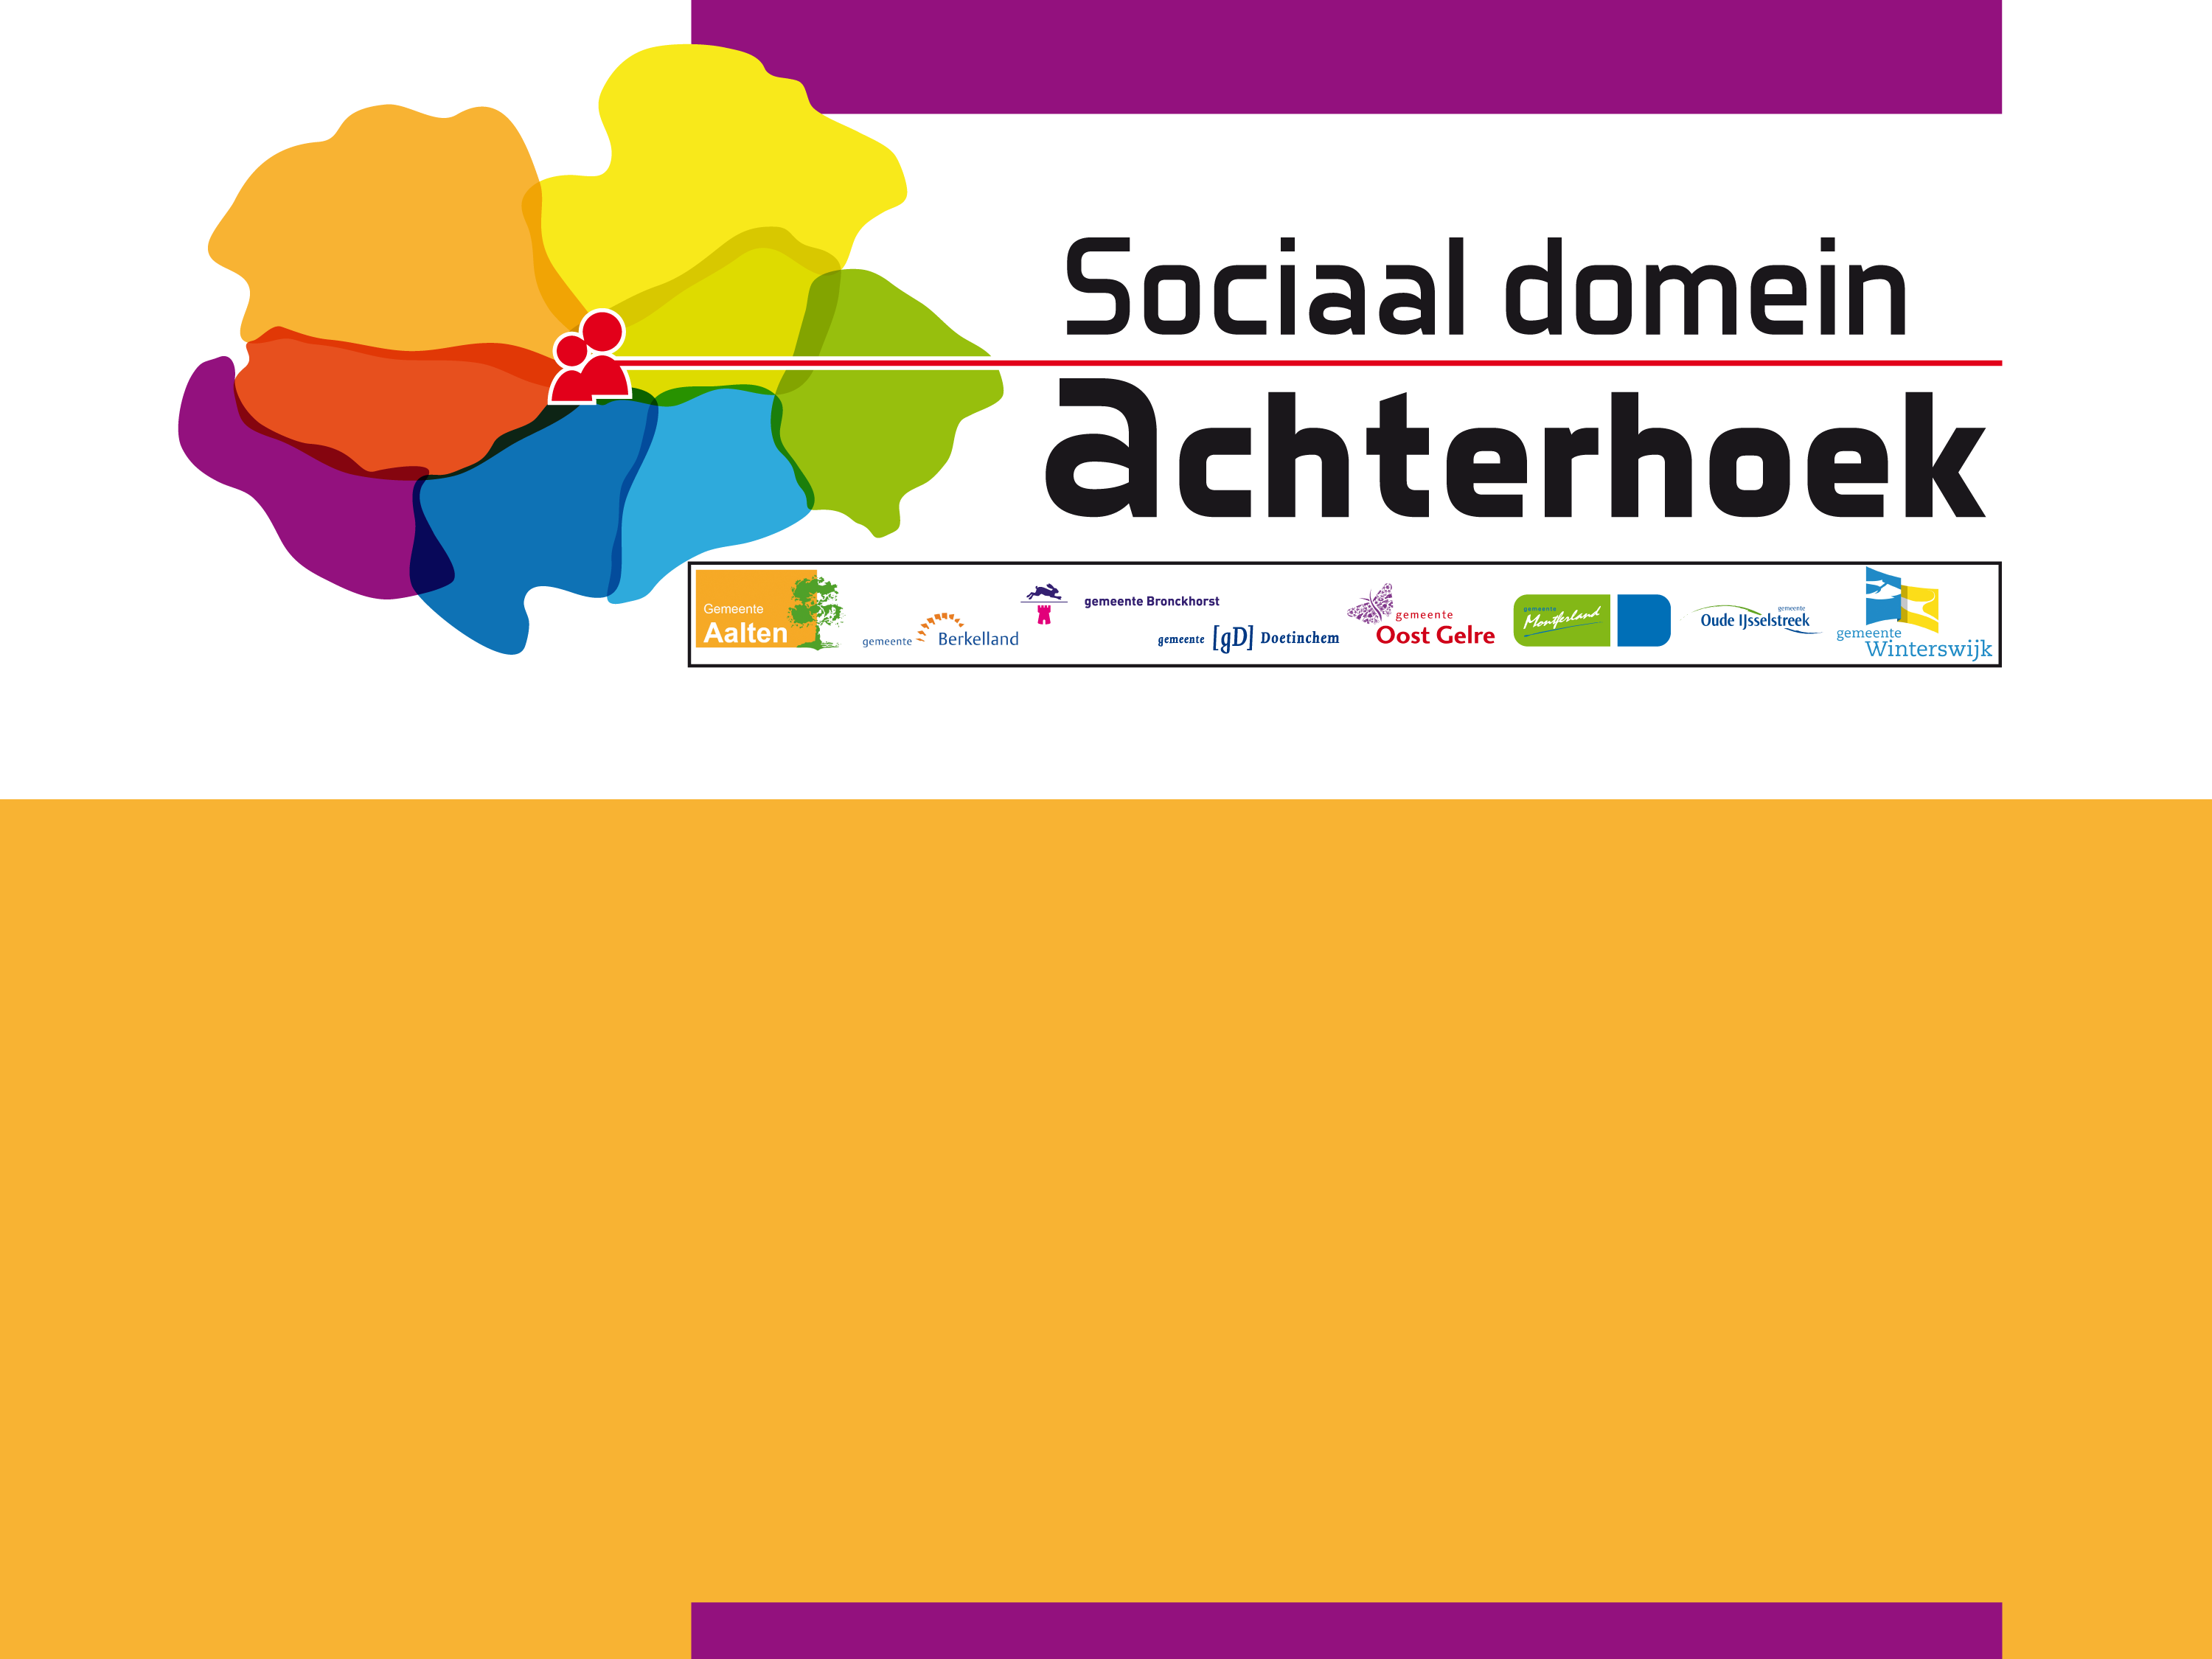 Sociaal domein
Achterhoek
Gemeente
Aalten
gemeente Berkelland
gemeente Bronckhorst
gemeente [gD] Doetinchem
gemeente
Oost Gelre
gemeente
Montferland
gemeente
Oude IJsselstreek
gemeente
Winterswijk